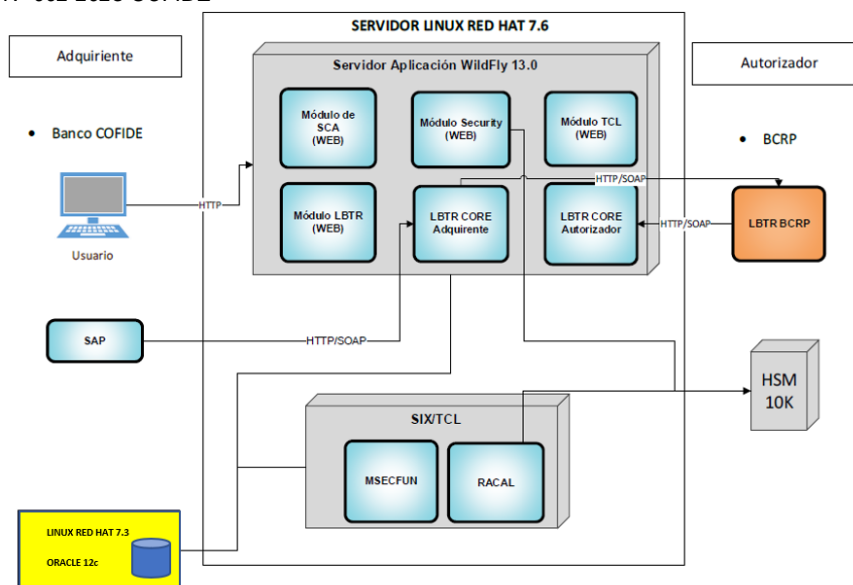 SERVIDOR LINUX RED HAT 7.6
Adquiriente
Servidor Aplicación WildFly 13.0
Autorizador
Módulo de
SCA
(WEB)
Módulo Security
(WEB)
Módulo TCL
(WEB)
• Banco COFIDE
• BCRP
HTTP/SOAP
HTTP
Módulo LBTR
(WEB)
LBTR CORE
Adquirente
LBTR CORE
Autorizador
HTTP/SOAP
LBTR BCRP
Usuario
SAP
HTTP/SOAP
HSM
10K
SIX/TCL
MSECFUN
RACAL
LINUX RED HAT 7.3
ORACLE 12c